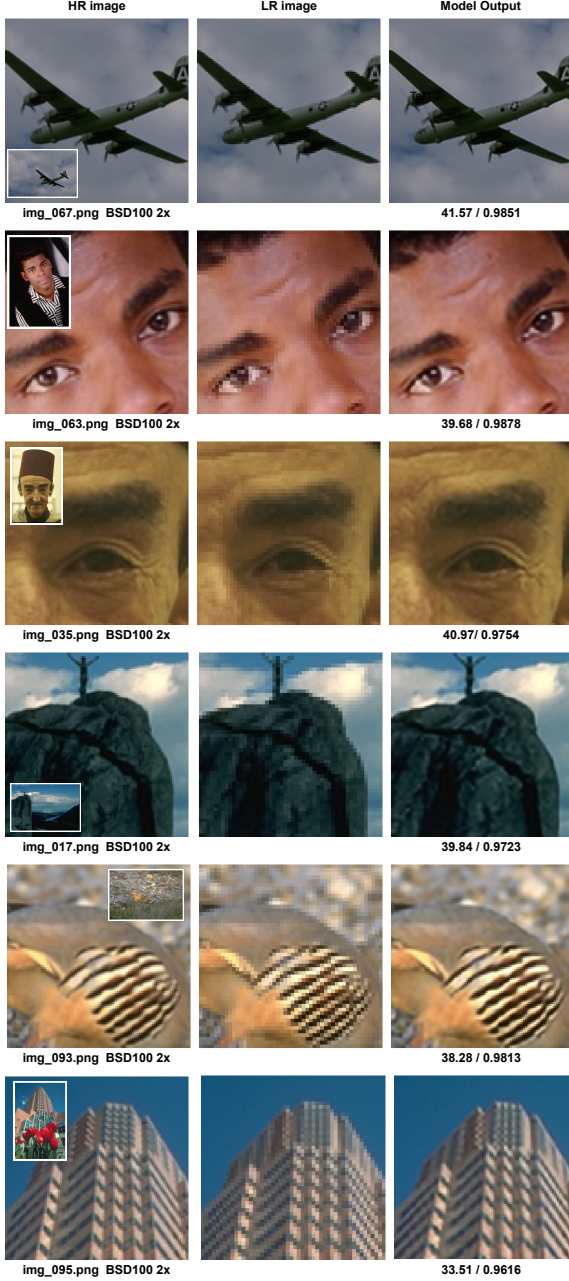 HR image LR image Model Output
A
Text
img_067.png BSD100 2x 41.57 / 0.9851
img_063.png BSD100 2x 39.68 / 0.9878
img_035.png BSD100 2x 40.97/ 0.9754
img_017.png BSD100 2x 39.84 / 0.9723
img_093.png BSD100 2x 38.28 / 0.9813
img_095.png BSD100 2x 33.51 / 0.9616